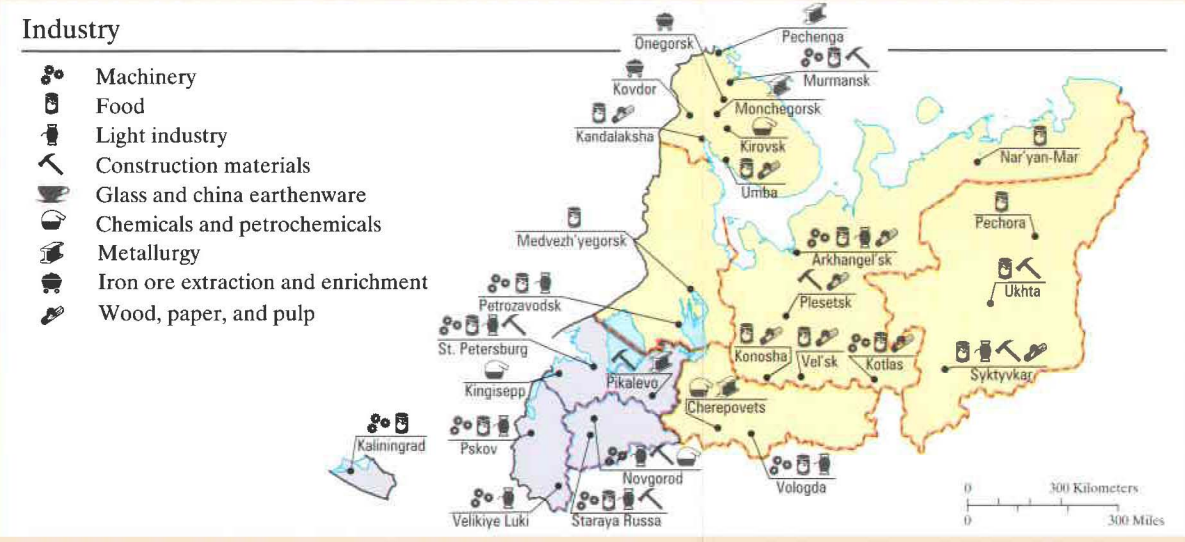 Industry
Machinery
Food
Light industry
Construction materials
Glass and china earthenware
Chemicals and petrochemicals
Metallurgy
Iron ore extraction and enrichment
Wood, paper, and pulp
Pechenga
Onegorsk
Murmansk
Kovdor
Monchegorsk
Kandalaksha
Kirovsk
Umba
Nar'yan-Mar
Pechora
Medvezh'yegorsk
Arkhangel'sk
Ukhta
Plesetsk
Petrozavodsk
St. Petersburg
Konosha
Vel'sk
Kotlas
Syktyvkar
Pikalevo
Kingisepp
Cherepovets
Kaliningrad
Pskov
Novgorod
Vologda
Velikiye Luki
Staraya Russa
0 300 Kilometers
0 300 Miles